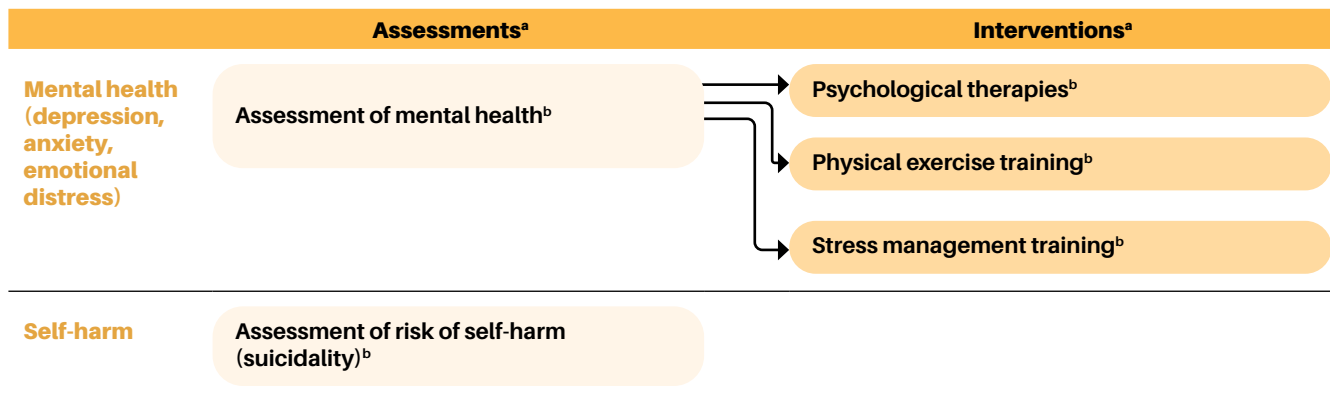 Assessmentsᵃ
Interventionsᵃ
Mental health
(depression,
anxiety,
emotional
distress)
Assessment of mental healthᵇ
Psychological therapiesᵇ
Physical exercise trainingᵇ
Stress management trainingᵇ
Self-harm
Assessment of risk of self-harm
(suicidality)ᵇ